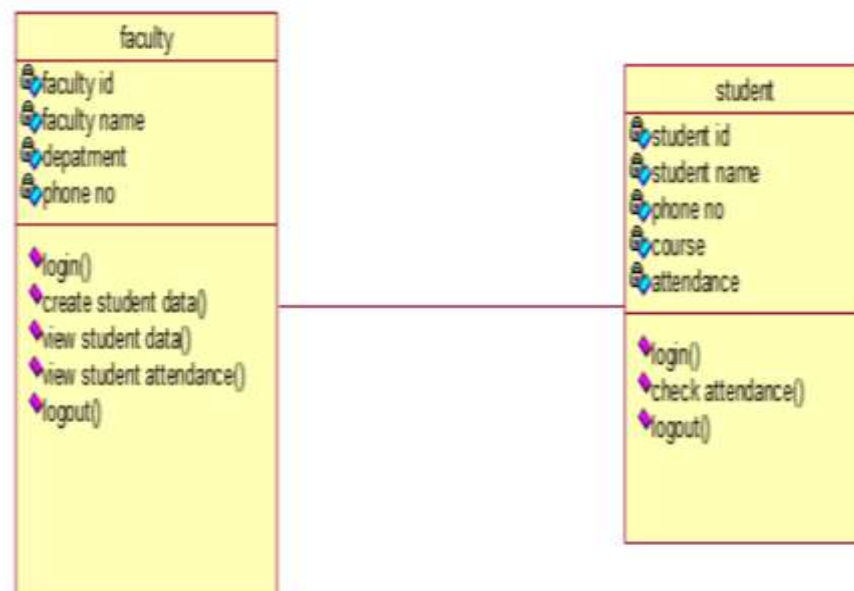 faculty
faculty id
faculty name
depatment
phone no
login()
create student data()
view student data()
view student attendance()
logout()
student
student id
student name
phone no
course
attendance
login()
check attendance()
logout()